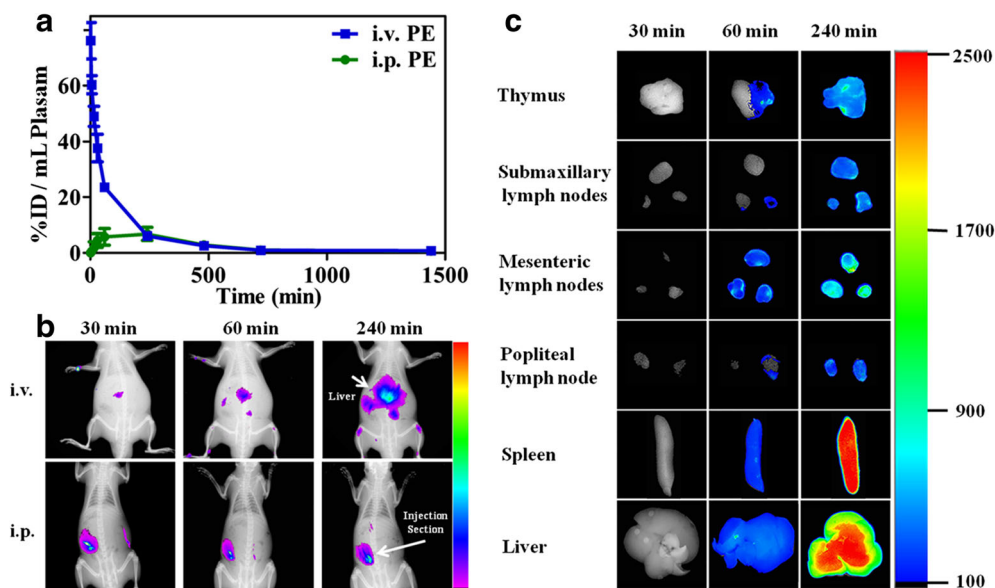 a
i.v. PE
i.p. PE
%ID / mL Plasam
60
40
20
0
0
500
1000
1500
Time (min)
b
30 min
60 min
240 min
i.v.
Liver
i.p.
Injection
Section
c
30 min
60 min
240 min
Thymus
Submaxillary
lymph nodes
Mesenteric
lymph nodes
Popliteal
lymph node
Spleen
Liver
2500
1700
900
100